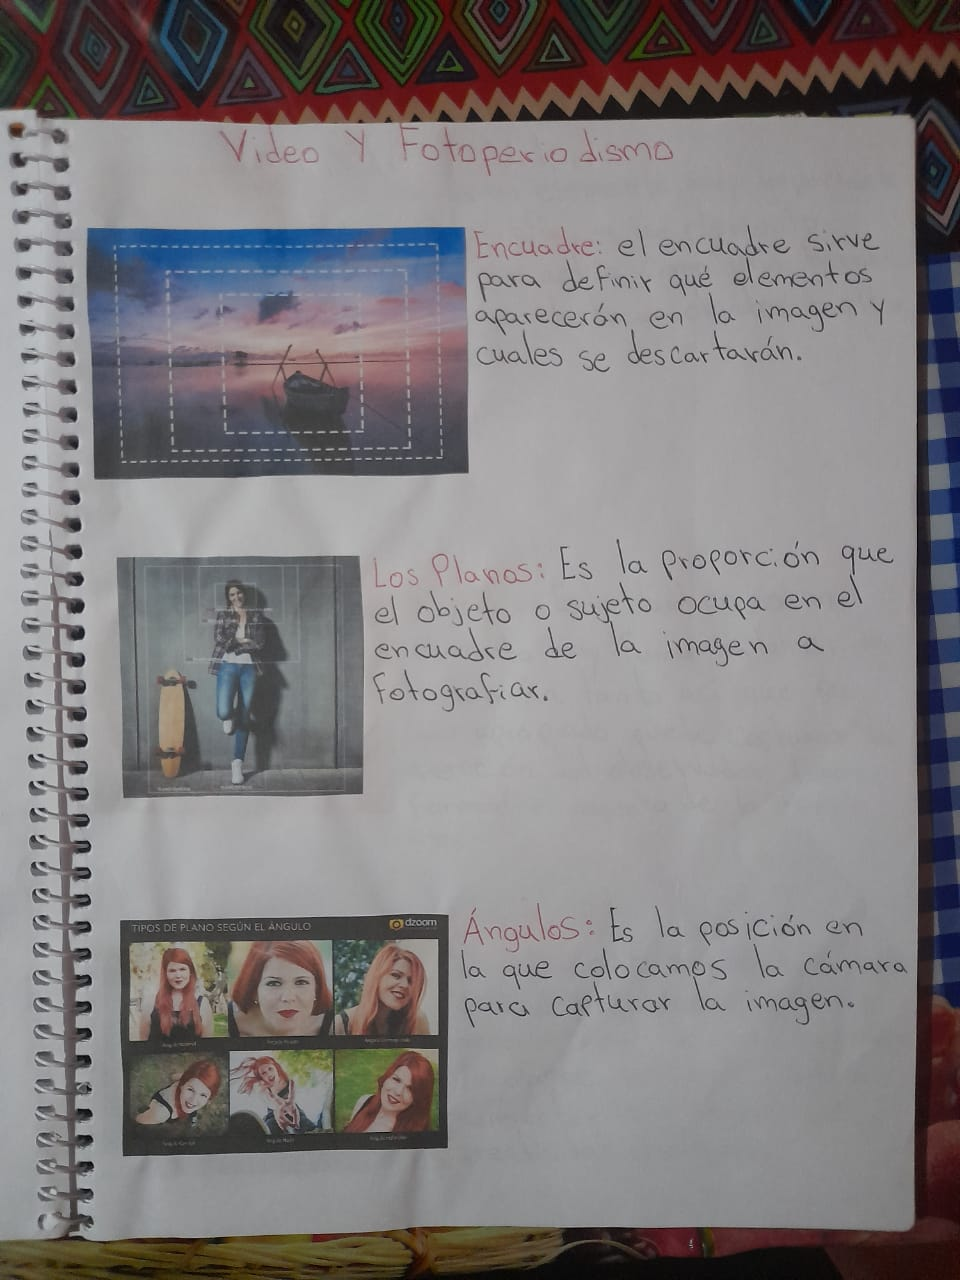 Video Y Fotoperiodismo
Encuadre: el encuadre sirve
para definir qué elementos
aparecerán en la imagen y
cuales se descartarán.
Los Planos: Es la proporción que
el objeto o sujeto ocupa en el
encuadre de la imagen a
fotografiar.
TIPOS DE PLANO SEGÚN EL ÁNGULO
dzoom
Ángulos: Es la posición en
la que colocamos la cámara
para capturar la imagen.